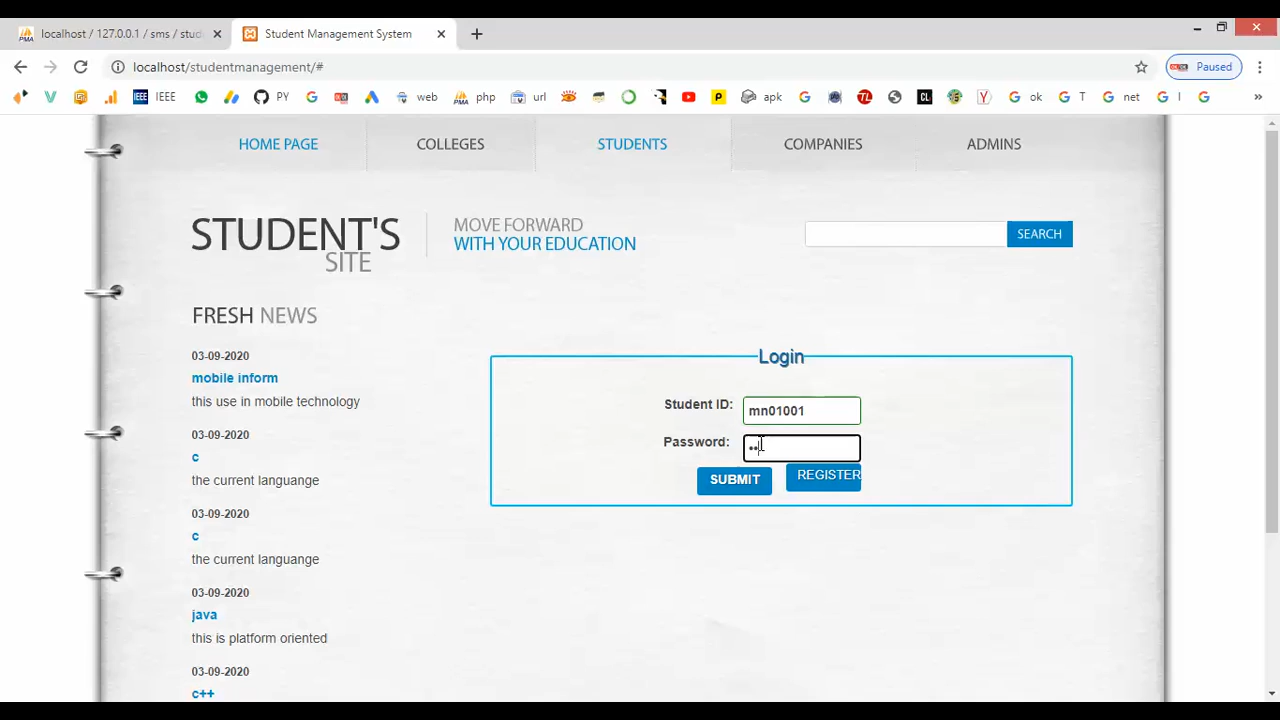 localhost / 127.0.0.1 / sms / stud
Student Management System
localhost/studentmanagement/#
Paused
IEEE IEEE PY web php url apk ok T net I »
HOME PAGE COLLEGES STUDENTS COMPANIES ADMINS
STUDENT'S
SITE
MOVE FORWARD
WITH YOUR EDUCATION
SEARCH
FRESH NEWS
03-09-2020
mobile inform
this use in mobile technology
03-09-2020
c
the current languange
03-09-2020
c
the current languange
03-09-2020
java
this is platform oriented
03-09-2020
c++
Login
Student ID: mn01001
Password: ••
SUBMIT REGISTER